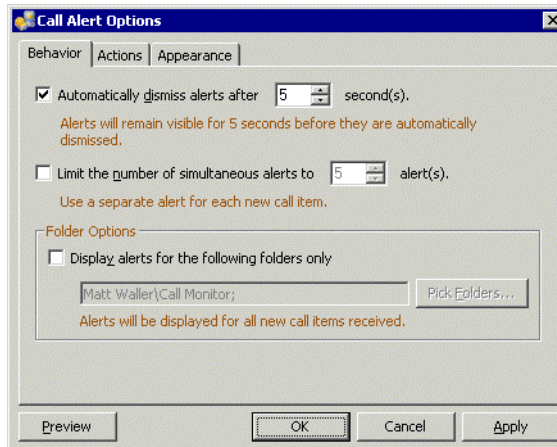 Call Alert Options
Behavior Actions Appearance
Automatically dismiss alerts after 5 second(s).
Alerts will remain visible for 5 seconds before they are automatically
dismissed.
Limit the number of simultaneous alerts to 5 alert(s).
Use a separate alert for each new call item.
Folder Options
Display alerts for the following folders only
Matt Waller\Call Monitor; Pick Folders...
Alerts will be displayed for all new call items received.
Preview OK Cancel Apply